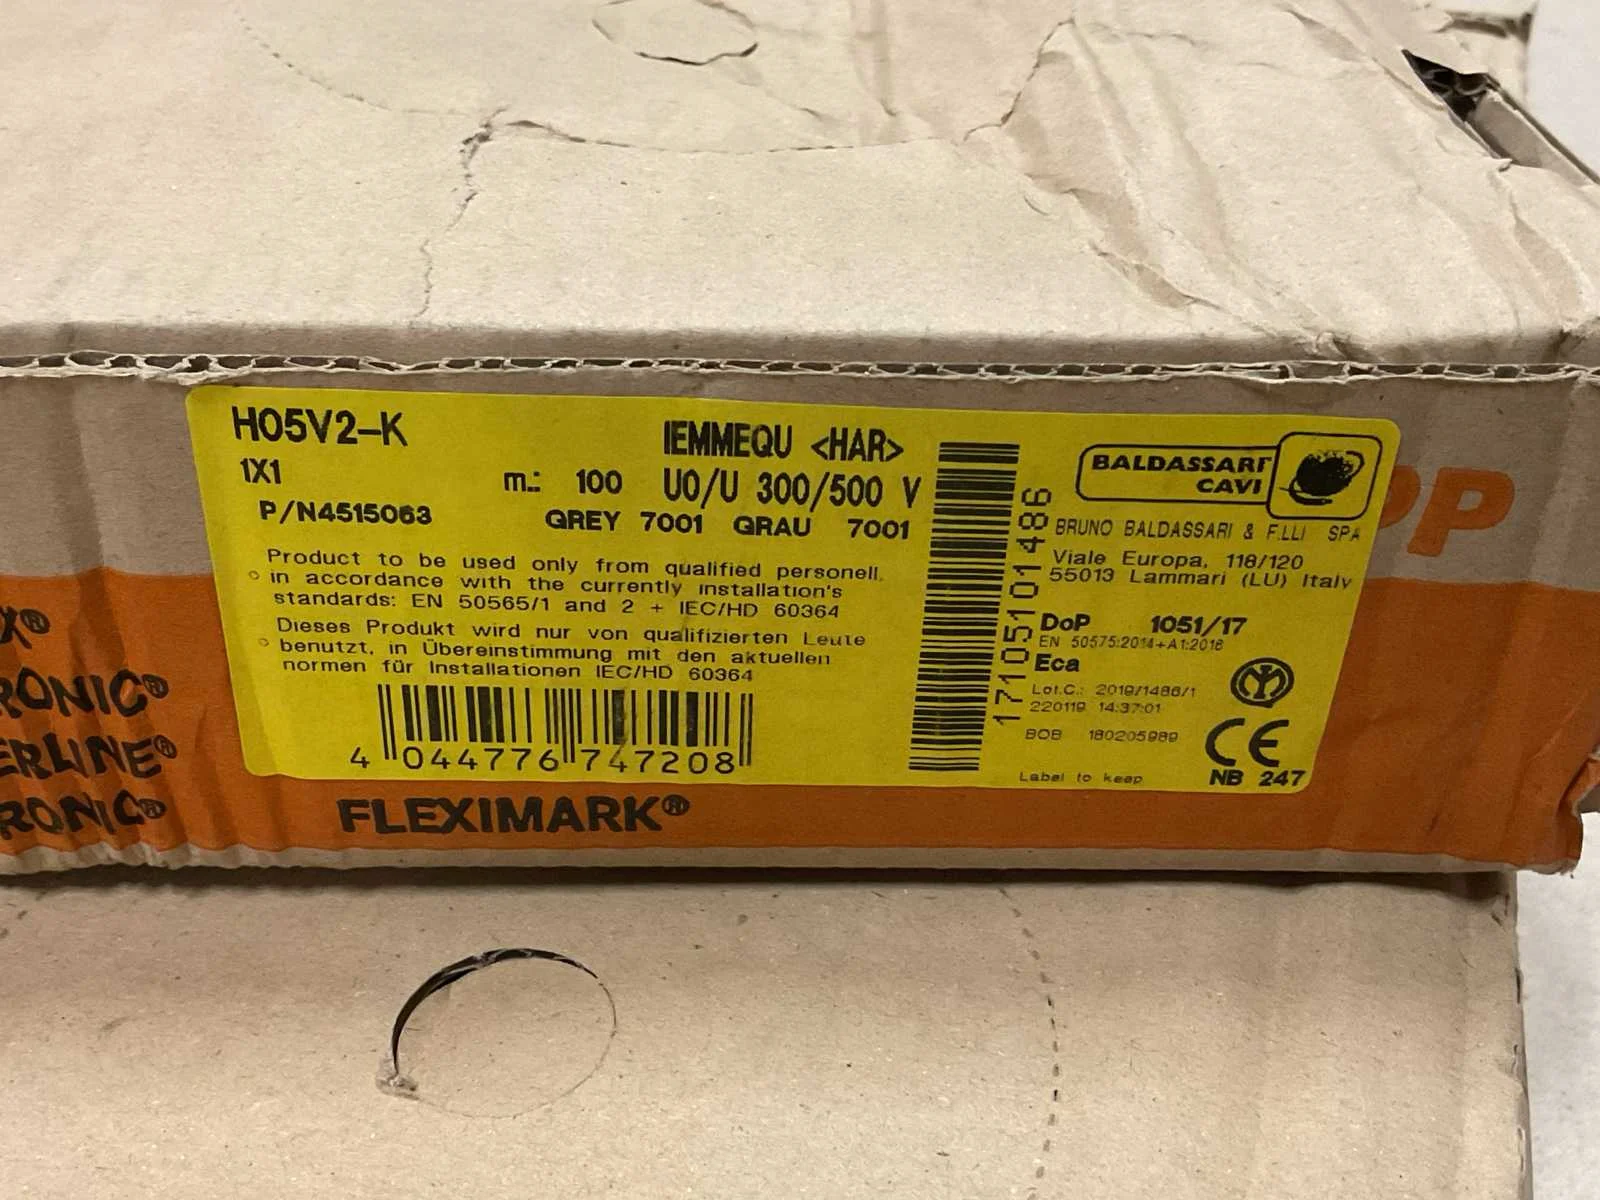 H05V2-K
IEMMEQU <HAR>
1X1
m.: 100
U0/U 300/500 V
P/N4515063
GREY 7001 GRAU 7001
Product to be used only from qualified personell,
in accordance with the currently installation's
standards: EN 50565/1 and 2 + IEC/HD 60364
Dieses Produkt wird nur von qualifizierten Leute
benutzt, in Übereinstimmung mit den aktuellen
normen für Installationen IEC/HD 60364
4 044776 747208
17105101486
BALDASSARI
CAVI
BRUNO BALDASSARI & F.LLI SPA
Viale Europa, 118/120
55013 Lammari (LU) Italy
DoP 1051/17
EN 50575:2014+A1:2016
Eca
Lot.C.: 2019/1486/1
220119 14:37:01
BOB 180205989
CE
Label to keep
NB 247
PP
X®
RONIC®
ERLINE®
RONIC®
FLEXIMARK®